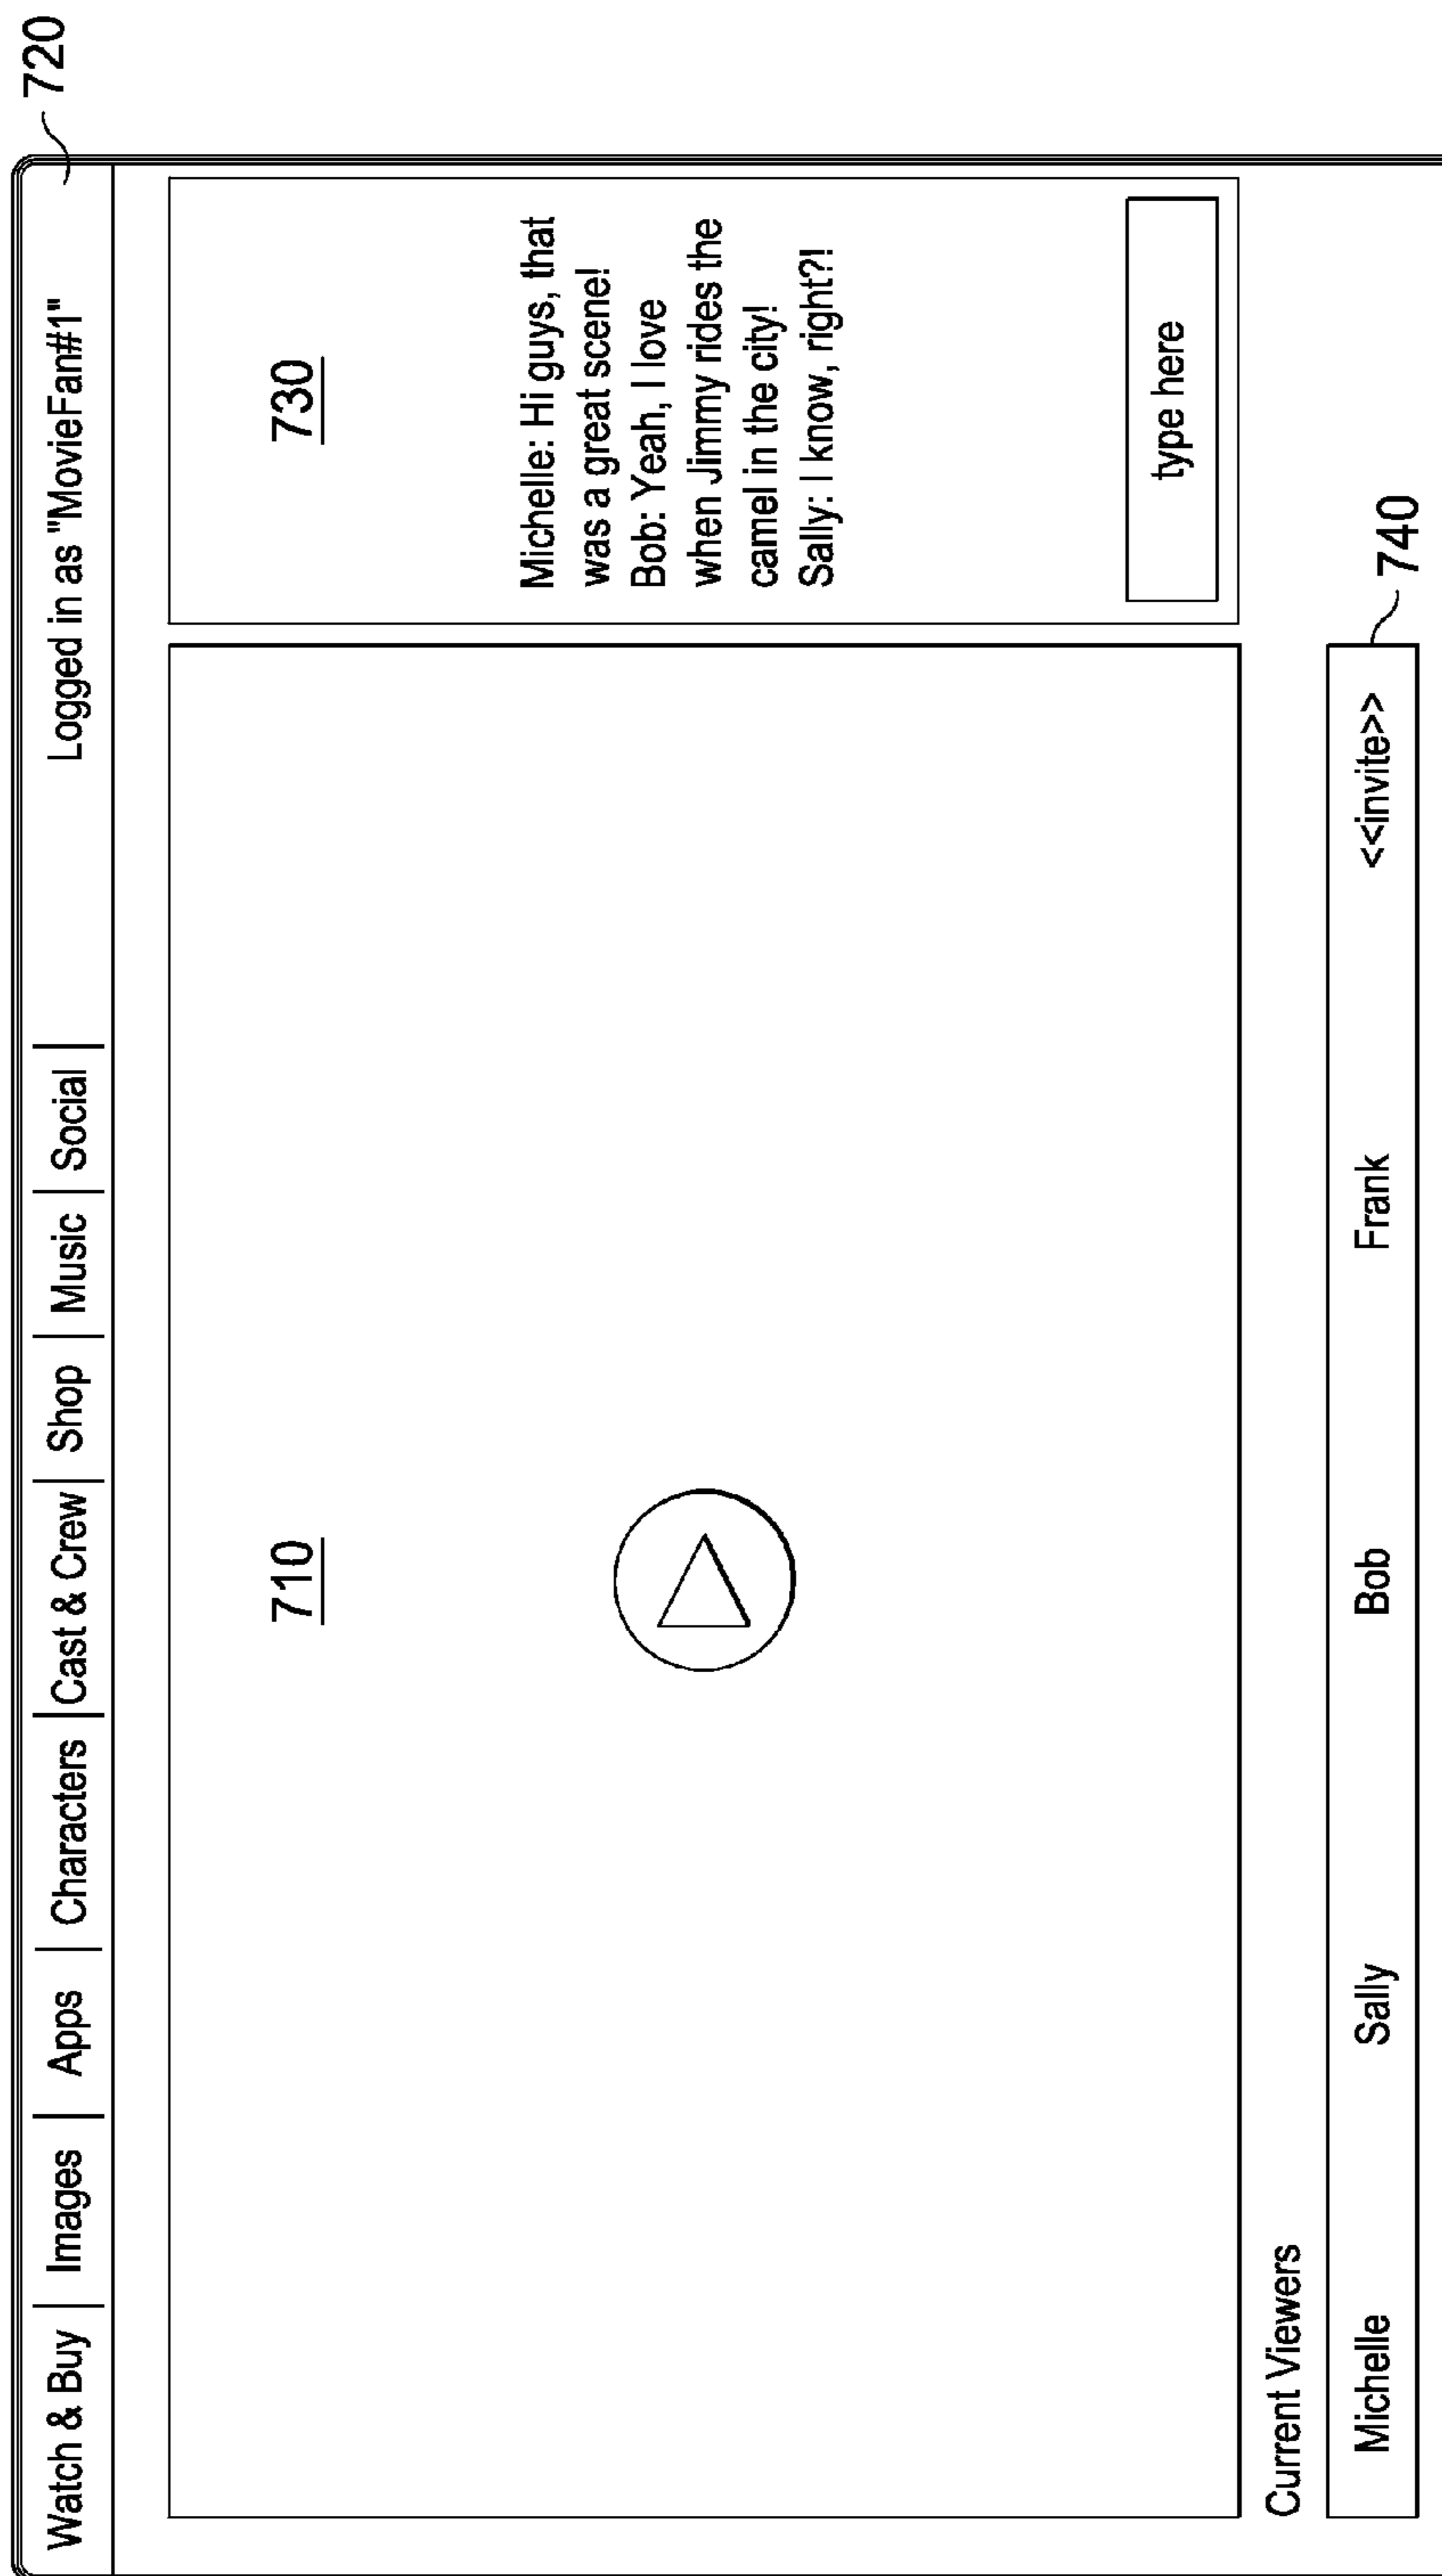 720
Watch & Buy | Images | Apps | Characters | Cast & Crew | Shop | Music | Social | Logged in as "MovieFan#1"
710
730
Michelle: Hi guys, that
was a great scene!
Bob: Yeah, I love
when Jimmy rides the
camel in the city!
Sally: I know, right?!
type here
Current Viewers
740
Michelle Sally Bob Frank <<invite>>